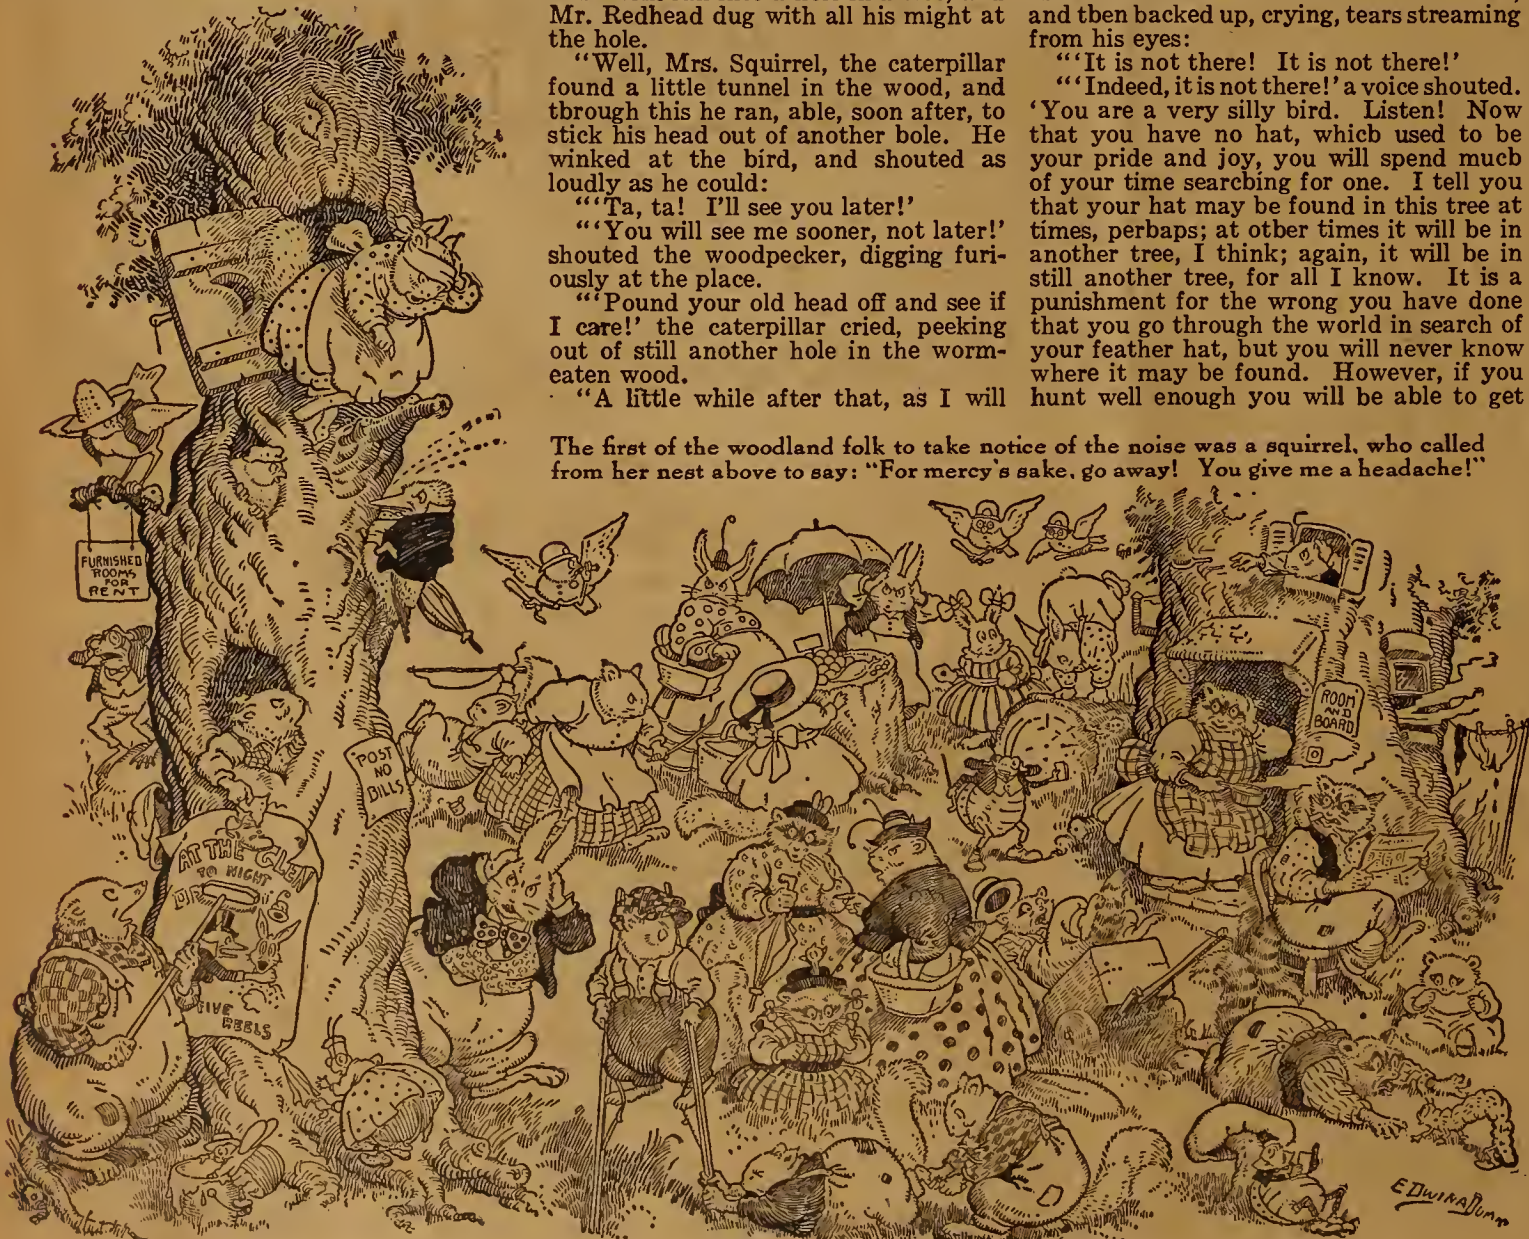 Mr. Redhead dug with all his might at
the hole.
“Well, Mrs. Squirrel, the caterpillar
found a little tunnel in the wood, and
tbrough this he ran, able, soon after, to
stick his head out of another bole. He
winked at the bird, and shouted as
loudly as he could:
“‘Ta, ta! I'll see you later!’
“‘You will see me sooner, not later!’
shouted the woodpecker, digging furi-
ously at the place.
“‘Pound your old head off and see if
I care!’ the caterpillar cried, peeking
out of still another hole in the worm-
eaten wood.
“A little while after that, as I will
and tben backed up, crying, tears streaming
from his eyes:
“‘It is not there! It is not there!’
“‘Indeed, it is not there!’ a voice shouted.
‘You are a very silly bird. Listen! Now
that you have no hat, whicb used to be
your pride and joy, you will spend mucb
of your time searcbing for one. I tell you
that your hat may be found in this tree at
times, perhaps; at otber times it will be in
another tree, I think; again, it will be in
still another tree, for all I know. It is a
punishment for the wrong you have done
that you go through the world in search of
your feather hat, but you will never know
where it may be found. However, if you
hunt well enough you will be able to get
The first of the woodland folk to take notice of the noise was a squirrel, who called
from her nest above to say: “For mercy's sake, go away! You give me a headache!”
FURNISHED
ROOMS
FOR
RENT
POST
NO
BILLS
ROOM
AND
BOARD
AT THE GLEN
TO NIGHT
FIVE
REELS
EDWINA DUMM